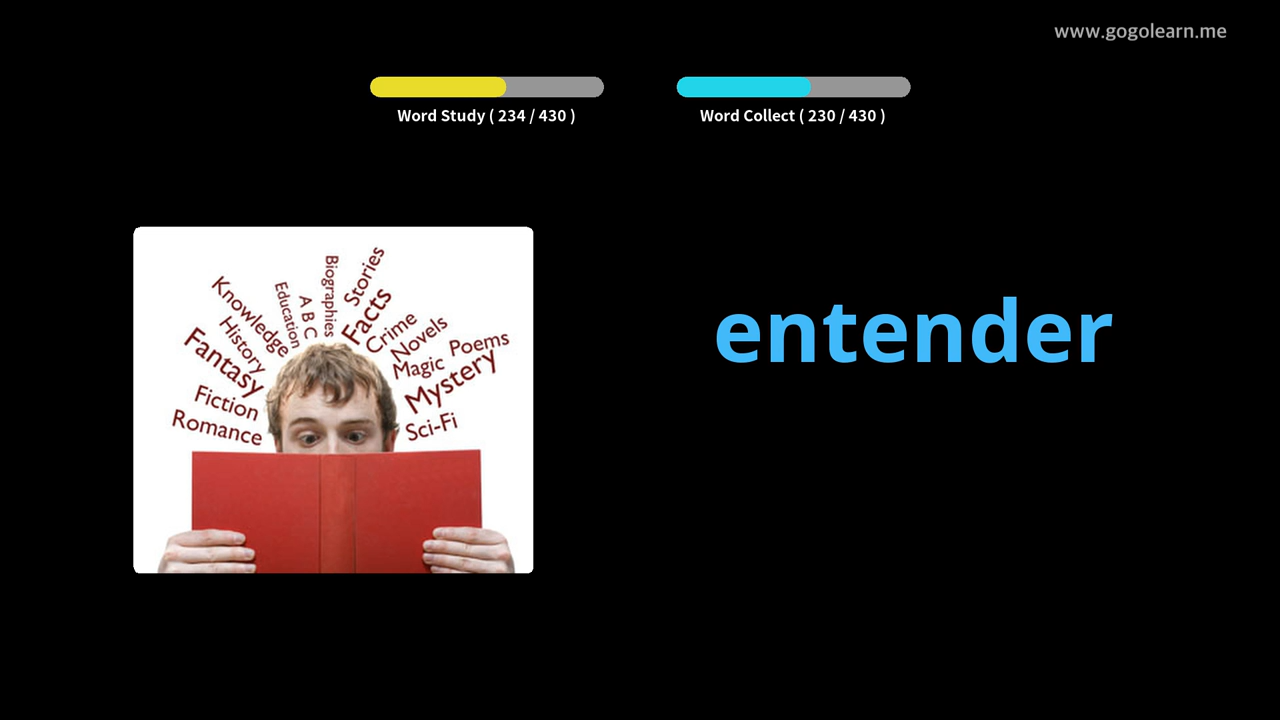 www.gogolearn.me
Word Study ( 234 / 430 )
Word Collect ( 230 / 430 )
entender
Biographies
Stories
Education
A B C
Facts
Knowledge
Crime
History
Novels
Fantasy
Poems
Magic
Mystery
Fiction
Romance
Sci-Fi